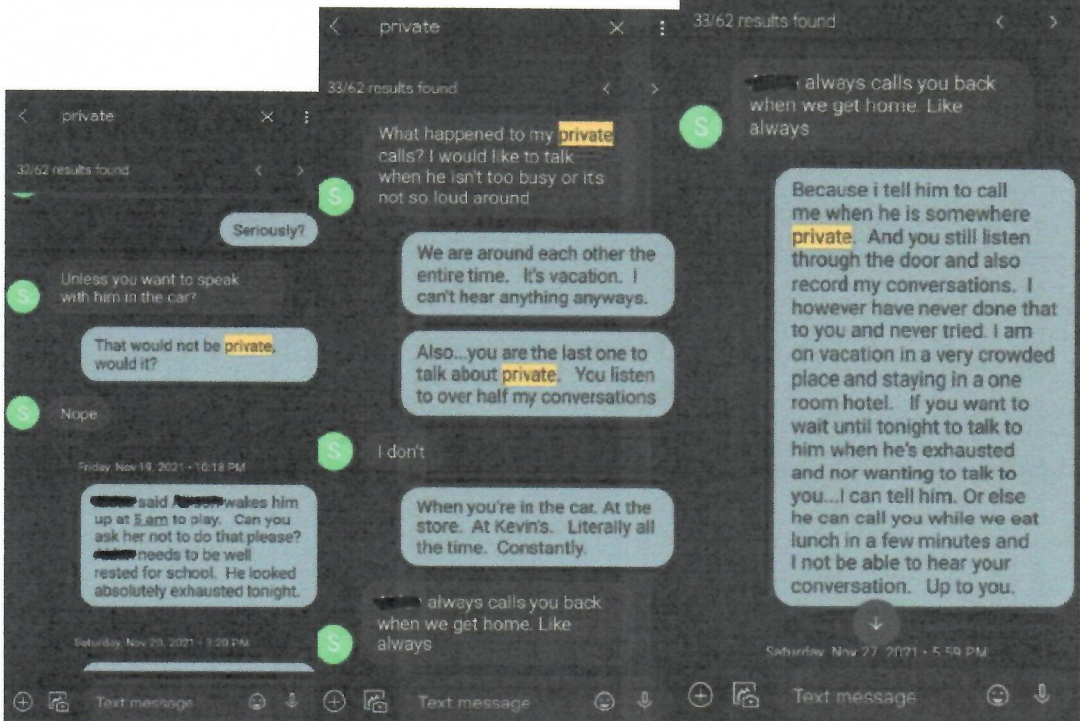 private
32/62 results found
Seriously?
S
Unless you want to speak
with him in the car?
That would not be private,
would it?
S
Nope
Friday, Nov 19, 2021 • 10:18 PM
said wakes him
up at 5 am to play. Can you
ask her not to do that please?
needs to be well
rested for school. He looked
absolutely exhausted tonight.
Saturday, Nov 20, 2021 • 3:20 PM
Text message
private
33/62 results found
What happened to my private
calls? I would like to talk
when he isn't too busy or it's
not so loud around
S
We are around each other the
entire time. It's vacation. I
can't hear anything anyways.
Also...you are the last one to
talk about private. You listen
to over half my conversations
S
I don't
When you're in the car. At the
store. At Kevin's. Literally all
the time. Constantly.
always calls you back
when we get home. Like
always
S
Text message
33/62 results found
always calls you back
when we get home. Like
always
S
Because i tell him to call
me when he is somewhere
private. And you still listen
through the door and also
record my conversations. I
however have never done that
to you and never tried. I am
on vacation in a very crowded
place and staying in a one
room hotel. If you want to
wait until tonight to talk to
him when he's exhausted
and nor wanting to talk to
you...I can tell him. Or else
he can call you while we eat
lunch in a few minutes and
I not be able to hear your
conversation. Up to you.
Saturday, Nov 27, 2021 • 5:59 PM
Text message